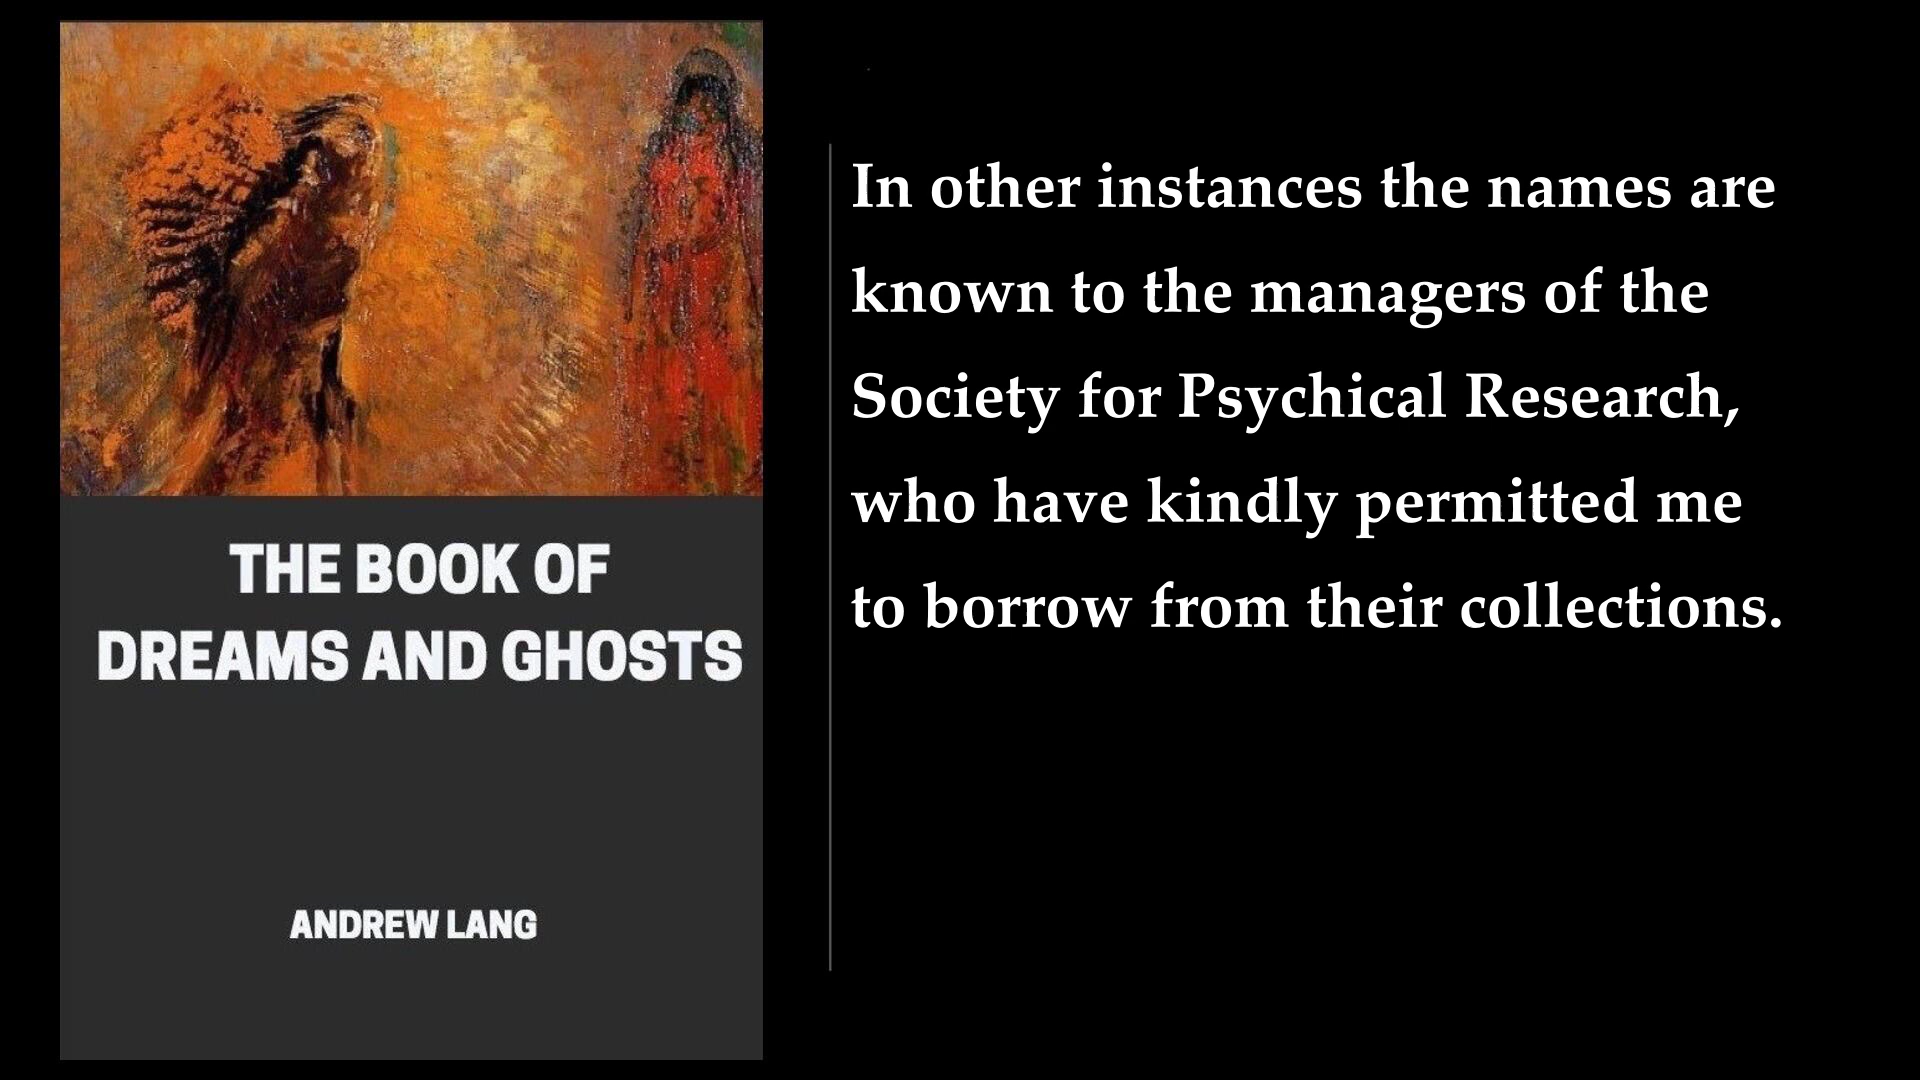 THE BOOK OF
DREAMS AND GHOSTS
ANDREW LANG
In other instances the names are
known to the managers of the
Society for Psychical Research,
who have kindly permitted me
to borrow from their collections.